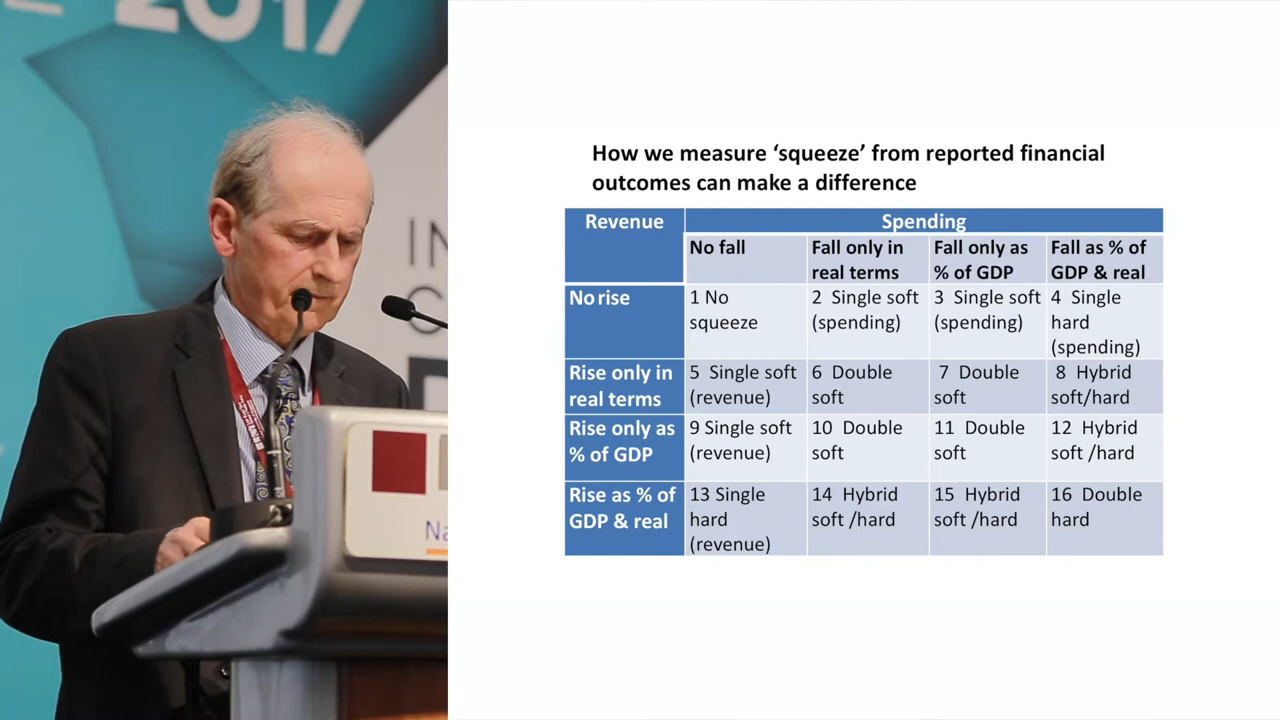 2017
IN
C
Na
How we measure ‘squeeze’ from reported financial
outcomes can make a difference
Revenue
Spending
No fall
Fall only in
real terms
Fall only as
% of GDP
Fall as % of
GDP & real
No rise
1 No
squeeze
2 Single soft
(spending)
3 Single soft
(spending)
4 Single
hard
(spending)
Rise only in
real terms
5 Single soft
(revenue)
6 Double
soft
7 Double
soft
8 Hybrid
soft/hard
Rise only as
% of GDP
9 Single soft
(revenue)
10 Double
soft
11 Double
soft
12 Hybrid
soft /hard
Rise as % of
GDP & real
13 Single
hard
(revenue)
14 Hybrid
soft /hard
15 Hybrid
soft /hard
16 Double
hard